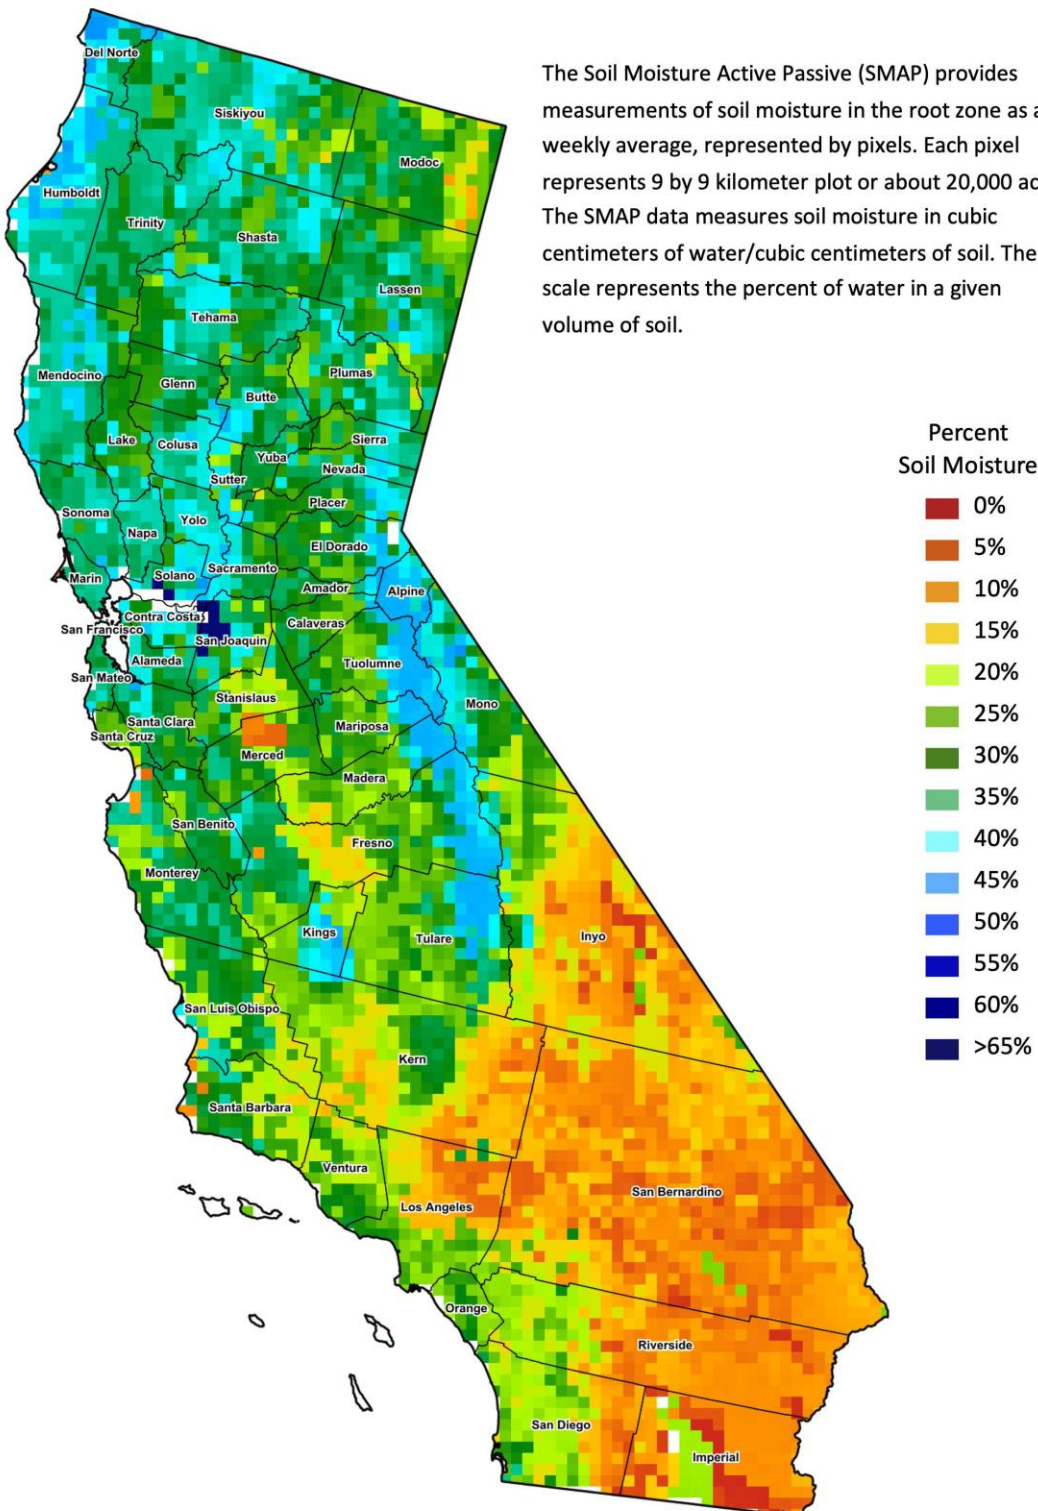 The Soil Moisture Active Passive (SMAP) provides
measurements of soil moisture in the root zone as a
weekly average, represented by pixels. Each pixel
represents 9 by 9 kilometer plot or about 20,000 ac
The SMAP data measures soil moisture in cubic
centimeters of water/cubic centimeters of soil. The
scale represents the percent of water in a given
volume of soil.
Percent
Soil Moisture
0%
5%
10%
15%
20%
25%
30%
35%
40%
45%
50%
55%
60%
>65%
Del Norte
Siskiyou
Modoc
Humboldt
Trinity
Shasta
Lassen
Tehama
Mendocino
Glenn
Plumas
Butte
Lake
Colusa
Sierra
Yuba
Nevada
Sutter
Placer
Sonoma
Yolo
Napa
El Dorado
Sacramento
Solano
Marin
Amador
Alpine
Contra Costa
Calaveras
San Francisco
San Joaquin
Alameda
Tuolumne
San Mateo
Stanislaus
Mono
Santa Clara
Mariposa
Santa Cruz
Merced
Madera
San Benito
Fresno
Monterey
Kings
Tulare
Inyo
San Luis Obispo
Kern
Santa Barbara
Ventura
San Bernardino
Los Angeles
Orange
Riverside
San Diego
Imperial